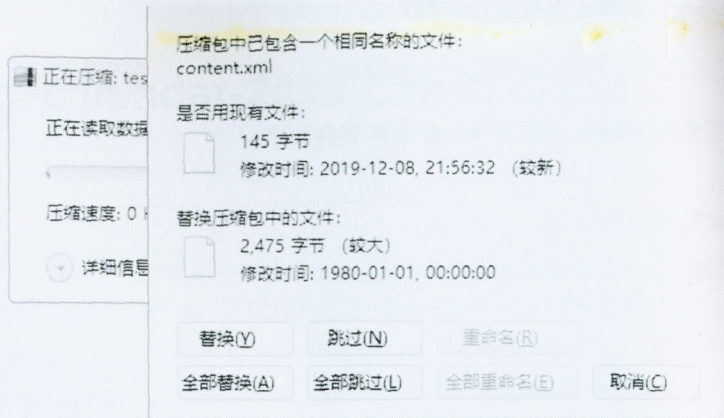 正在压缩: tes
正在读取数据
压缩速度: 0
详细信息
压缩包中已包含一个相同名称的文件:
content.xml
是否用现有文件:
145 字节
修改时间: 2019-12-08, 21:56:32 (较新)
替换压缩包中的文件:
2,475 字节 (较大)
修改时间: 1980-01-01, 00:00:00
替换(Y) 跳过(N) 重命名(R)
全部替换(A) 全部跳过(L) 全部重命名(E) 取消(C)